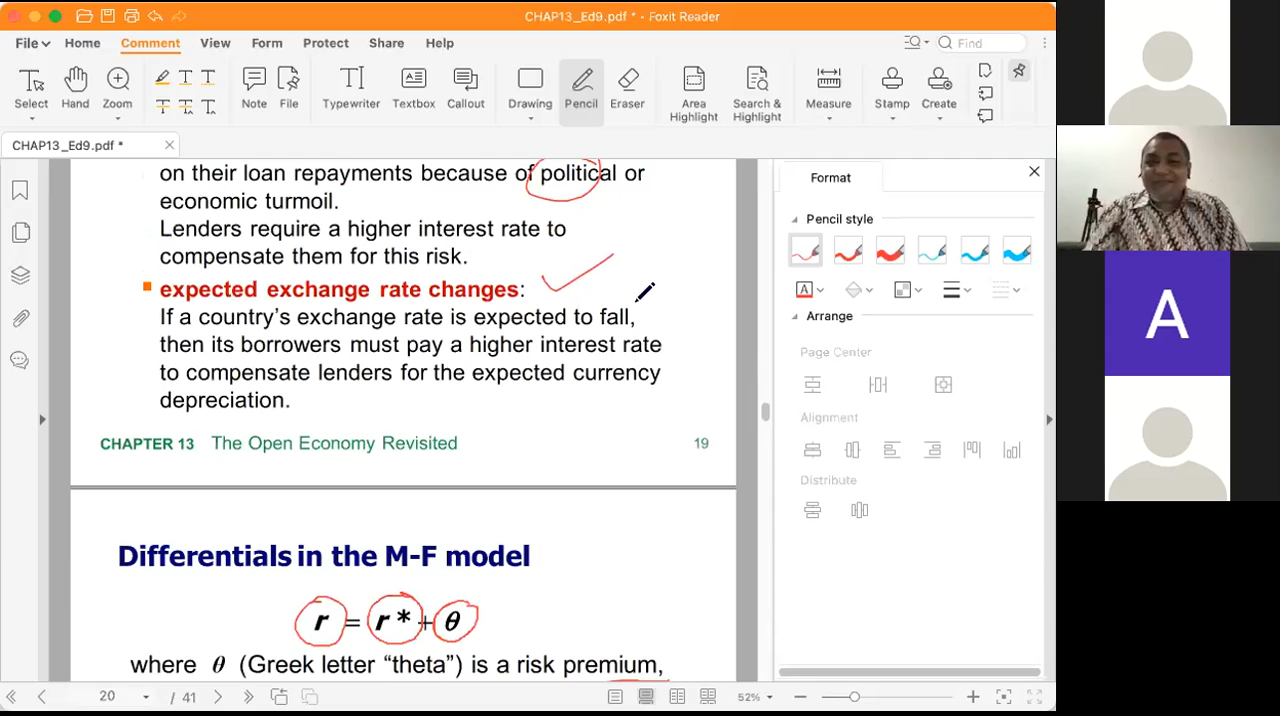 CHAP13_Ed9.pdf * - Foxit Reader
File Home Comment View Form Protect Share Help Find
Select Hand Zoom Note File Typewriter Textbox Callout Drawing Pencil Eraser Area Highlight Search & Highlight Measure Stamp Create
CHAP13_Ed9.pdf *
on their loan repayments because of political or
economic turmoil.
Lenders require a higher interest rate to
compensate them for this risk.
expected exchange rate changes:
If a country's exchange rate is expected to fall,
then its borrowers must pay a higher interest rate
to compensate lenders for the expected currency
depreciation.
CHAPTER 13 The Open Economy Revisited 19
Differentials in the M-F model
r = r* + θ
where θ (Greek letter "theta") is a risk premium,
Format
Pencil style
A
Arrange
Page Center
Alignment
Distribute
20 / 41
52%
A